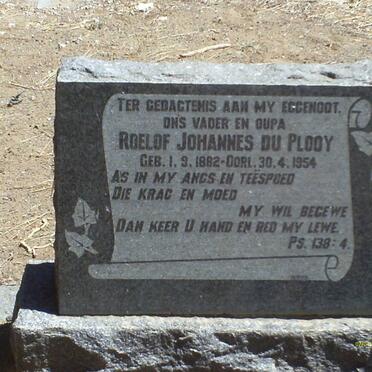 TER GEDAGTENIS AAN MY EGGENOOT,
ONS VADER EN OUPA
ROELOF JOHANNES DU PLOOY
GEB. 1. 9. 1882 - OORL. 30. 4. 1954
AS IN MY ANGS EN TEËSPOED
DIE KRAG EN MOED
MY WIL BEGEWE
DAN KEER U HAND EN RED MY LEWE.
PS. 138: 4.